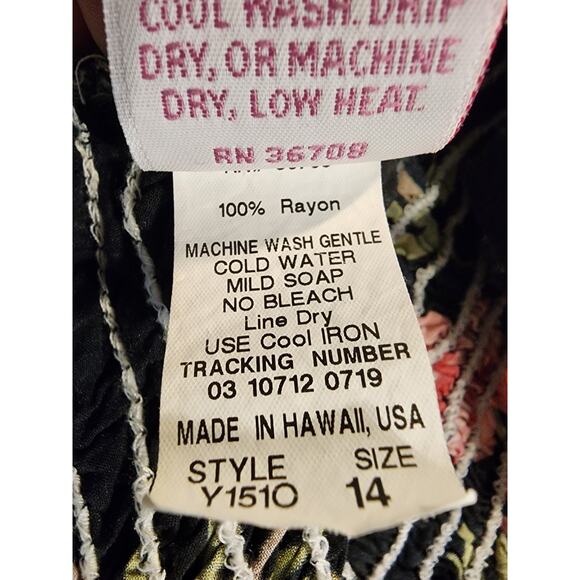 COOL WASH. DRIP
DRY, OR MACHINE
DRY, LOW HEAT.
RN 36708
100% Rayon
MACHINE WASH GENTLE
COLD WATER
MILD SOAP
NO BLEACH
Line Dry
USE Cool IRON
TRACKING NUMBER
03 10712 0719
MADE IN HAWAII, USA
STYLE SIZE
Y1510 14